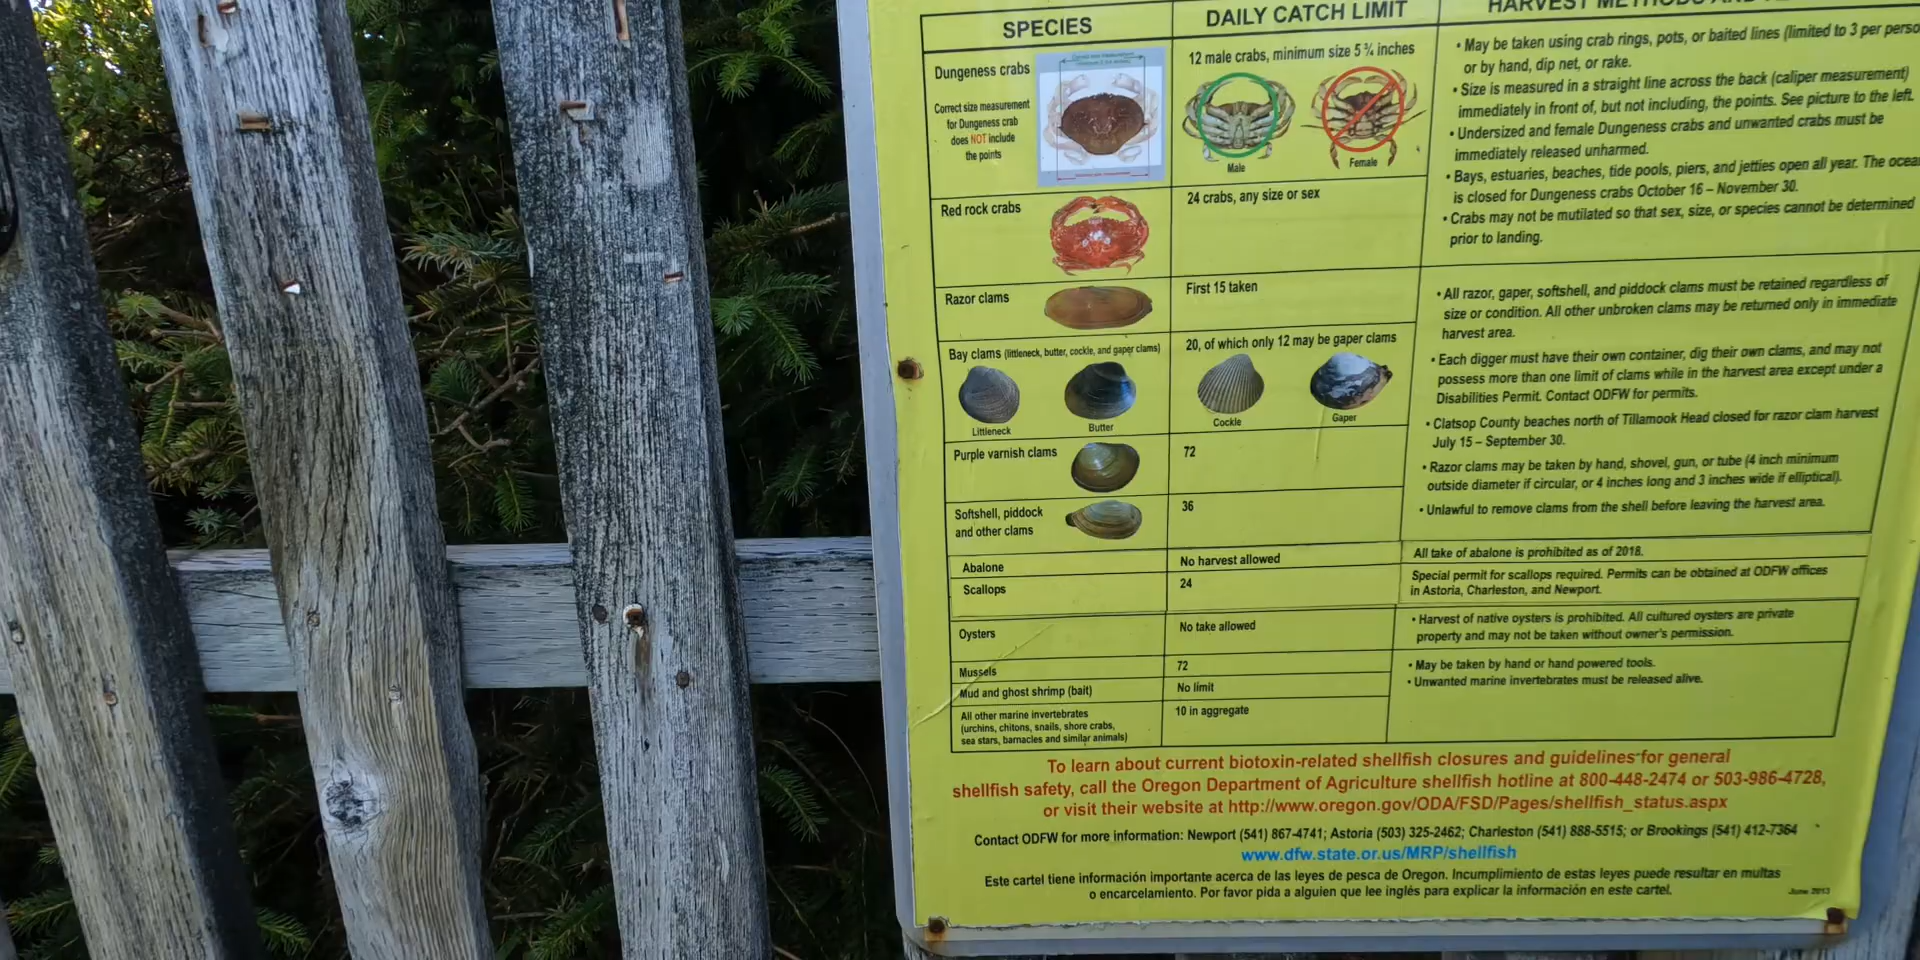 SPECIES
DAILY CATCH LIMIT
HARVEST METHODS AND
Dungeness crabs
Correct size measurement
for Dungeness crab
does NOT include
the points
12 male crabs, minimum size 5 ¾ inches
Male
Female
• May be taken using crab rings, pots, or baited lines (limited to 3 per perso
or by hand, dip net, or rake.
• Size is measured in a straight line across the back (caliper measurement)
immediately in front of, but not including, the points. See picture to the left.
• Undersized and female Dungeness crabs and unwanted crabs must be
immediately released unharmed.
• Bays, estuaries, beaches, tide pools, piers, and jetties open all year. The ocea
is closed for Dungeness crabs October 16 – November 30.
• Crabs may not be mutilated so that sex, size, or species cannot be determined
prior to landing.
Red rock crabs
24 crabs, any size or sex
Razor clams
First 15 taken
• All razor, gaper, softshell, and piddock clams must be retained regardless of
size or condition. All other unbroken clams may be returned only in immediate
harvest area.
• Each digger must have their own container, dig their own clams, and may not
possess more than one limit of clams while in the harvest area except under a
Disabilities Permit. Contact ODFW for permits.
• Clatsop County beaches north of Tillamook Head closed for razor clam harvest
July 15 – September 30.
• Razor clams may be taken by hand, shovel, gun, or tube (4 inch minimum
outside diameter if circular, or 4 inches long and 3 inches wide if elliptical).
• Unlawful to remove clams from the shell before leaving the harvest area.
Bay clams (littleneck, butter, cockle, and gaper clams)
20, of which only 12 may be gaper clams
Littleneck
Butter
Cockle
Gaper
Purple varnish clams
72
Softshell, piddock
and other clams
36
Abalone
No harvest allowed
All take of abalone is prohibited as of 2018.
Scallops
24
Special permit for scallops required. Permits can be obtained at ODFW offices
in Astoria, Charleston, and Newport.
Oysters
No take allowed
• Harvest of native oysters is prohibited. All cultured oysters are private
property and may not be taken without owner's permission.
Mussels
72
• May be taken by hand or hand powered tools.
• Unwanted marine invertebrates must be released alive.
Mud and ghost shrimp (bait)
No limit
All other marine invertebrates
(urchins, chitons, snails, shore crabs,
sea stars, barnacles and similar animals)
10 in aggregate
To learn about current biotoxin-related shellfish closures and guidelines for general
shellfish safety, call the Oregon Department of Agriculture shellfish hotline at 800-448-2474 or 503-986-4728,
or visit their website at http://www.oregon.gov/ODA/FSD/Pages/shellfish_status.aspx
Contact ODFW for more information: Newport (541) 867-4741; Astoria (503) 325-2462; Charleston (541) 888-5515; or Brookings (541) 412-7364
www.dfw.state.or.us/MRP/shellfish
Este cartel tiene información importante acerca de las leyes de pesca de Oregon. Incumplimiento de estas leyes puede resultar en multas
o encarcelamiento. Por favor pida a alguien que lee inglés para explicar la información en este cartel.